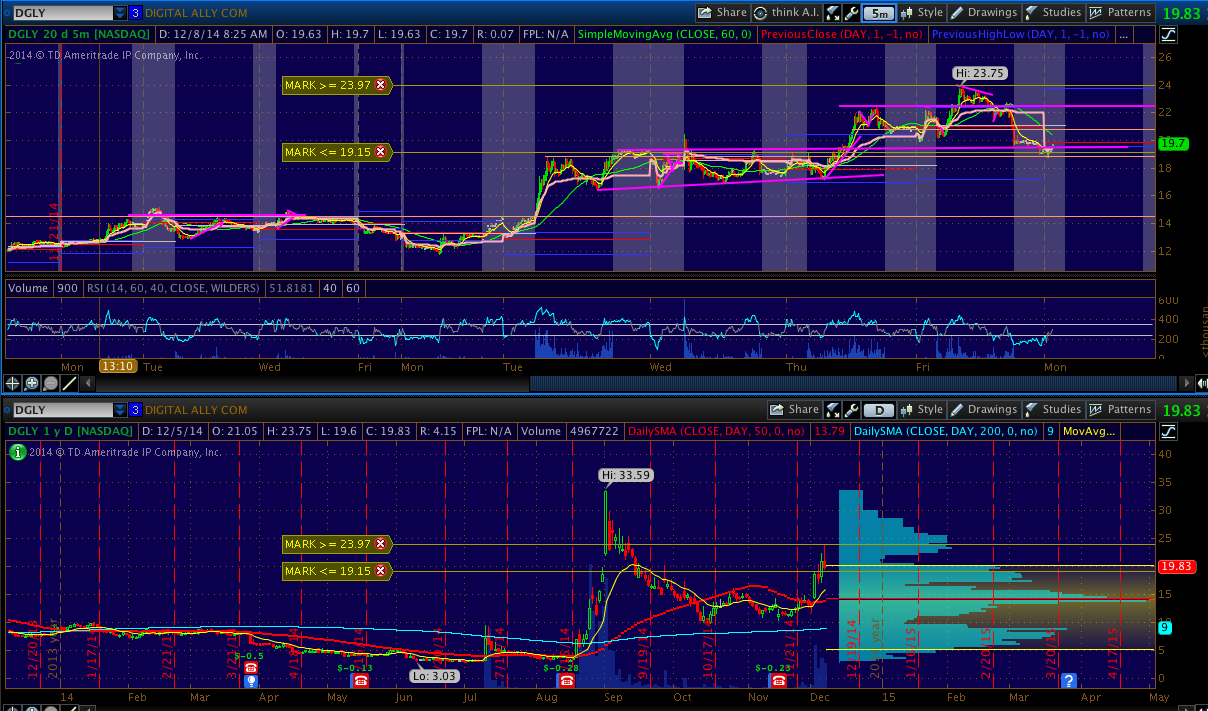 DGLY 3 DIGITAL ALLY COM Share think A.I. 5m Style Drawings Studies Patterns 19.83
DGLY 20 d 5m [NASDAQ] D: 12/8/14 8:25 AM O: 19.63 H: 19.7 L: 19.63 C: 19.7 R: 0.07 FPL: N/A SimpleMovingAvg (CLOSE, 60, 0) PreviousClose (DAY, 1, -1, no) PreviousHighLow (DAY, 1, -1, no) ...
2014 © TD Ameritrade IP Company, Inc.
26
Hi: 23.75
MARK >= 23.97
24
22
MARK <= 19.15
19.7
18
16
14
12
Volume 900 RSI (14, 60, 40, CLOSE, WILDERS) 51.8181 40 60
600
400
200
0
Mon 13:10 Tue Wed Fri Mon Tue Wed Thu Fri Mon
DGLY 3 DIGITAL ALLY COM Share D Style Drawings Studies Patterns 19.83
DGLY 1 y D [NASDAQ] D: 12/5/14 O: 21.05 H: 23.75 L: 19.6 C: 19.83 R: 4.15 FPL: N/A Volume 4967722 DailySMA (CLOSE, DAY, 50, 0, no) 13.79 DailySMA (CLOSE, DAY, 200, 0, no) 9 MovAvg...
2014 © TD Ameritrade IP Company, Inc.
40
Hi: 33.59
35
30
MARK >= 23.97
25
MARK <= 19.15
19.83
15
9
5
0
$-0.13 $-0.28 $-0.23
Lo: 3.03
14 Feb Mar Apr May Jun Jul Aug Sep Oct Nov Dec 15 Feb Mar Apr May